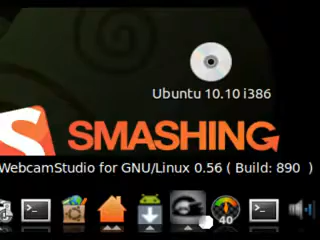 Ubuntu 10.10 i386
SMASHING
WebcamStudio for GNU/Linux 0.56 ( Build: 890 )
40